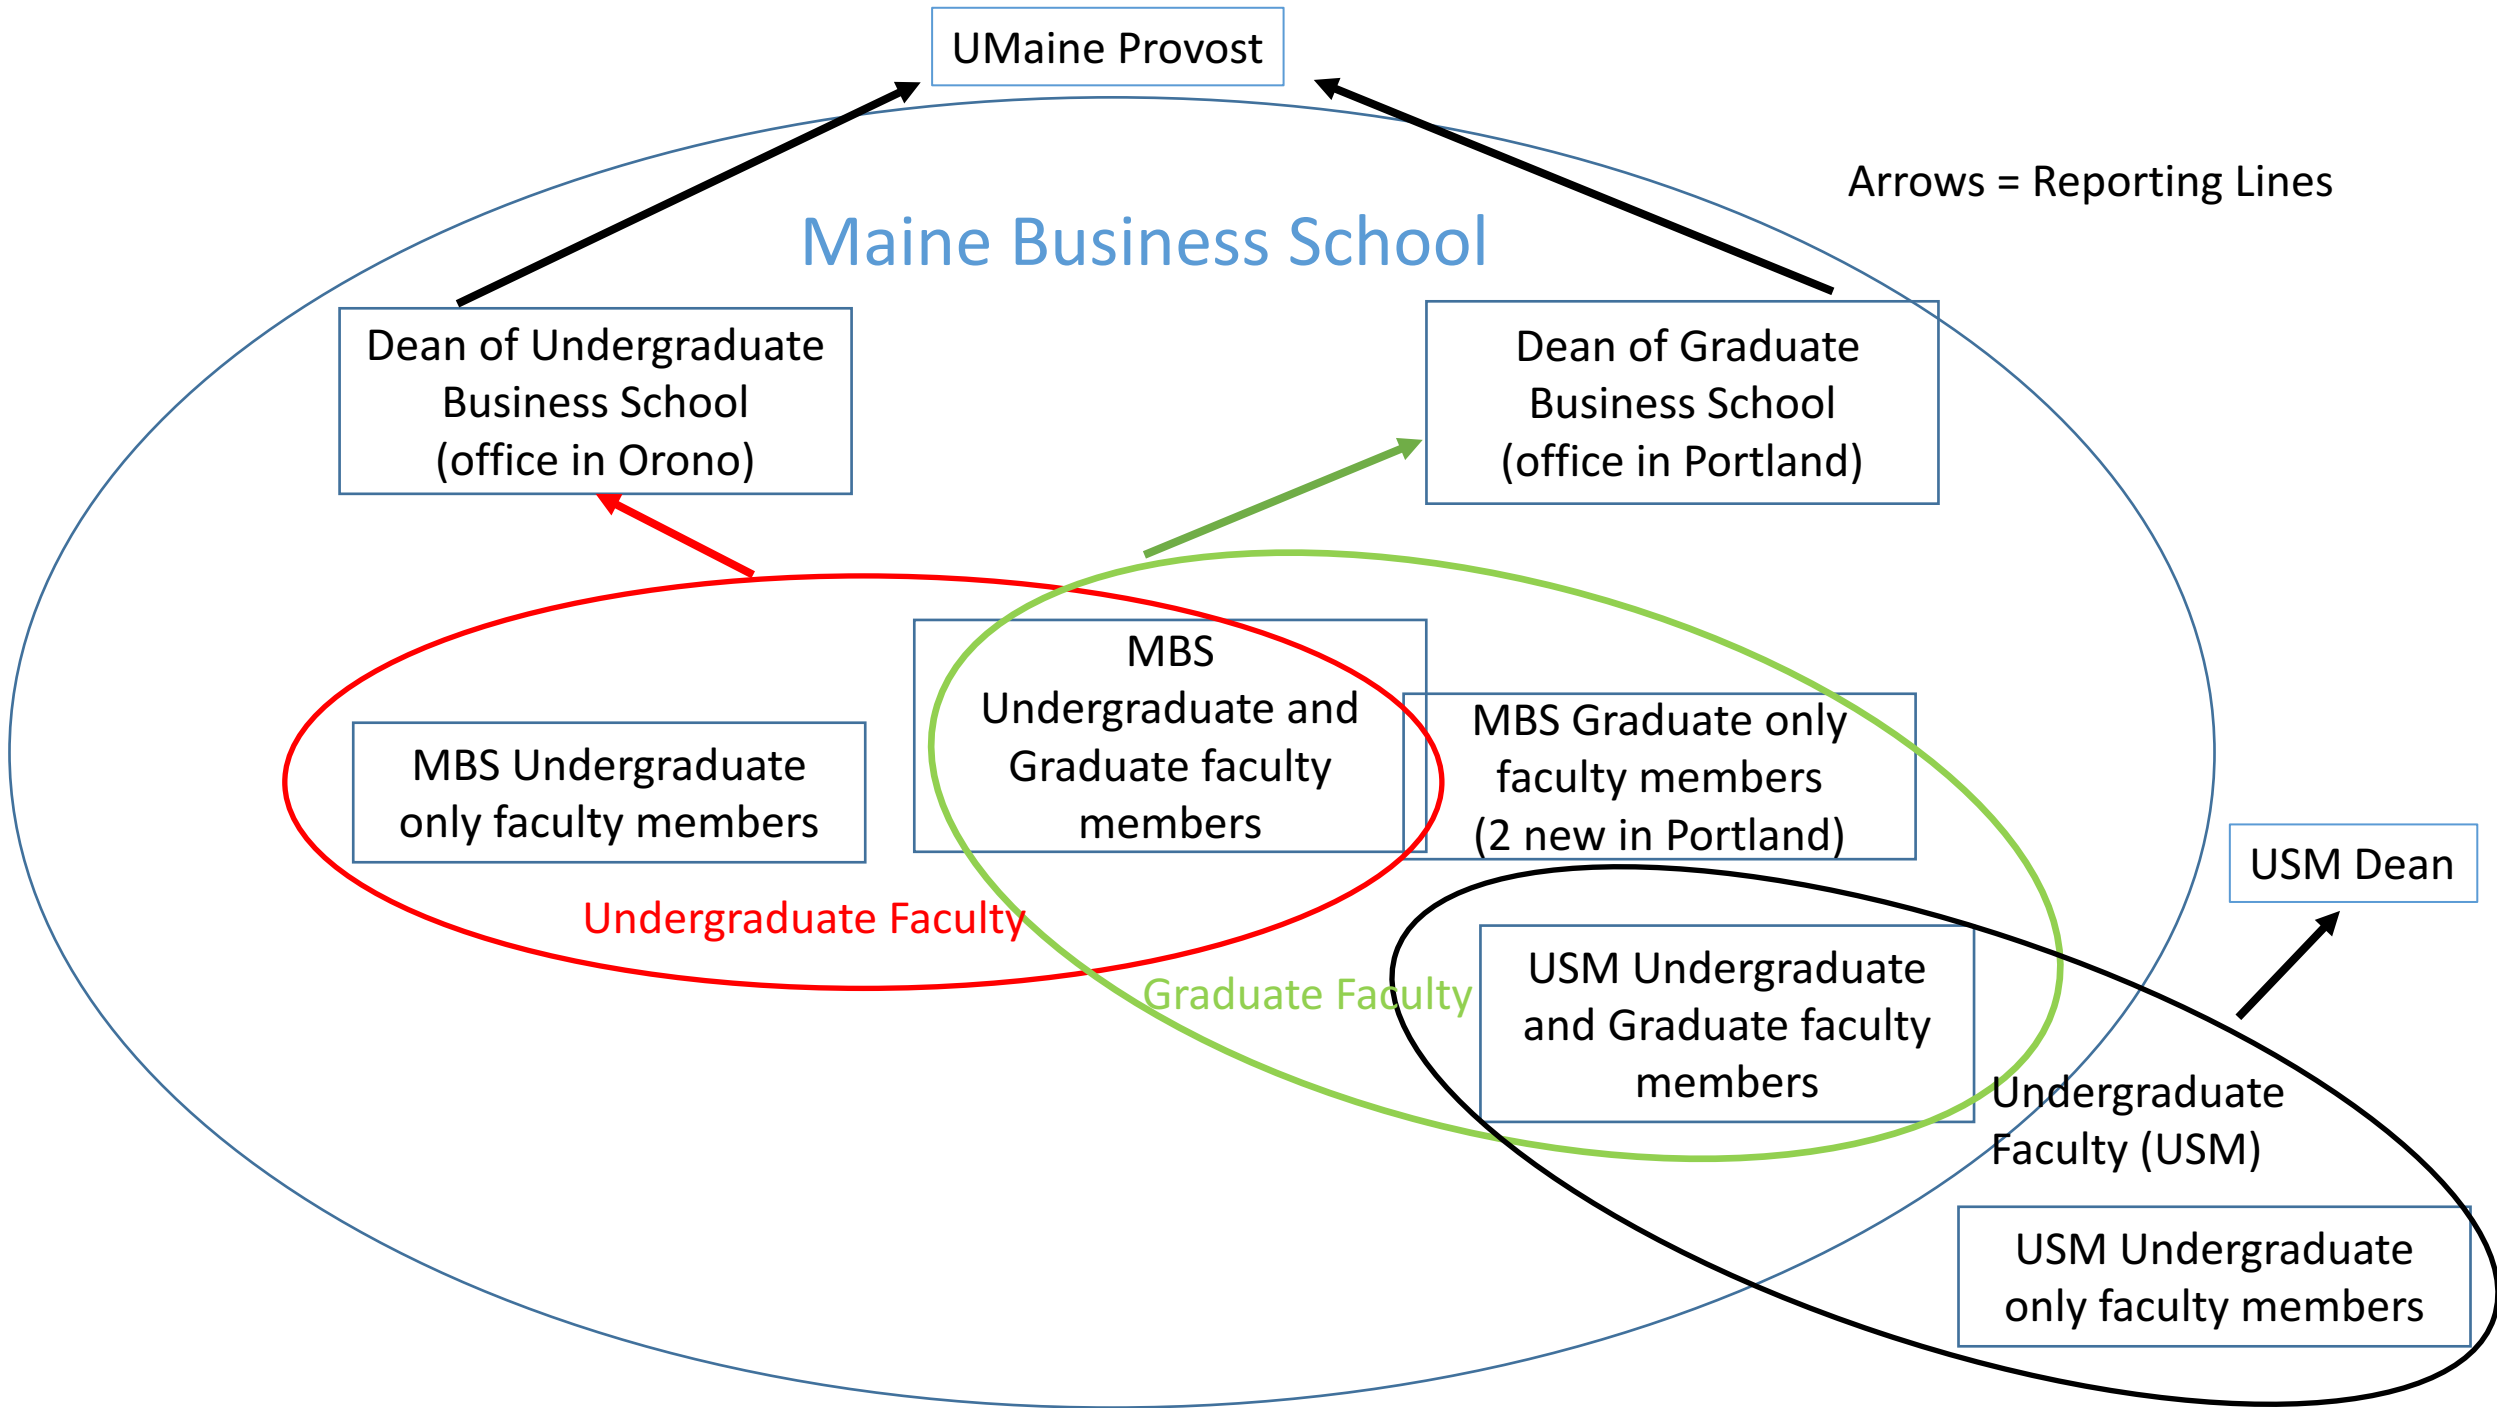 UMaine Provost
Arrows = Reporting Lines
Maine Business School
Dean of Undergraduate
Business School
(office in Orono)
Dean of Graduate
Business School
(office in Portland)
MBS
Undergraduate and
Graduate faculty
members
MBS Graduate only
faculty members
(2 new in Portland)
MBS Undergraduate
only faculty members
USM Dean
Undergraduate Faculty
Graduate Faculty
USM Undergraduate
and Graduate faculty
members
Undergraduate
Faculty (USM)
USM Undergraduate
only faculty members